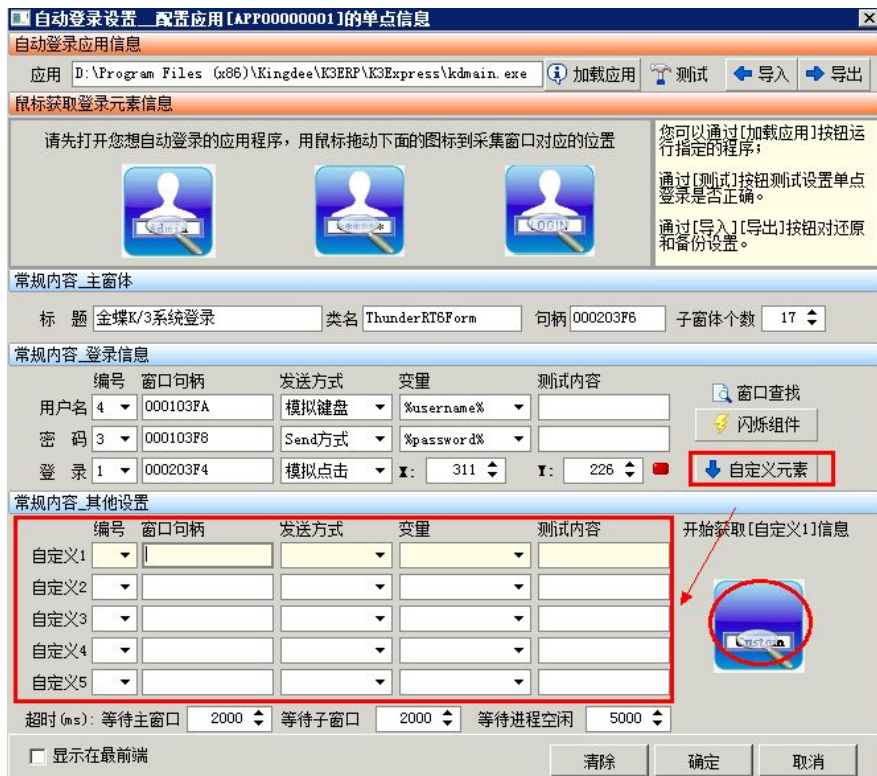 自动登录设置__配置应用[APP00000001]的单点信息
自动登录应用信息
应用 D:\Program Files (x86)\Kingdee\K3ERP\K3Express\kdmain.exe 加载应用 测试 导入 导出
鼠标获取登录元素信息
请先打开您想自动登录的应用程序，用鼠标拖动下面的图标到采集窗口对应的位置
Admin ****** LOGIN
您可以通过[加载应用]按钮运
行指定的程序；
通过[测试]按钮测试设置单点
登录是否正确。
通过[导入][导出]按钮对还原
和备份设置。
常规内容_主窗体
标 题 金蝶K/3系统登录 类名 ThunderRT6Form 句柄 000203F6 子窗体个数 17
常规内容_登录信息
编号 窗口句柄 发送方式 变量 测试内容
用户名 4 000103FA 模拟键盘 %username%
密 码 3 000103F8 Send方式 %password%
登 录 1 000203F4 模拟点击 X: 311 Y: 226
窗口查找
闪烁组件
自定义元素
常规内容_其他设置
编号 窗口句柄 发送方式 变量 测试内容
自定义1
自定义2
自定义3
自定义4
自定义5
开始获取[自定义1]信息
Custom
超时(ms): 等待主窗口 2000 等待子窗口 2000 等待进程空闲 5000
显示在最前端 清除 确定 取消